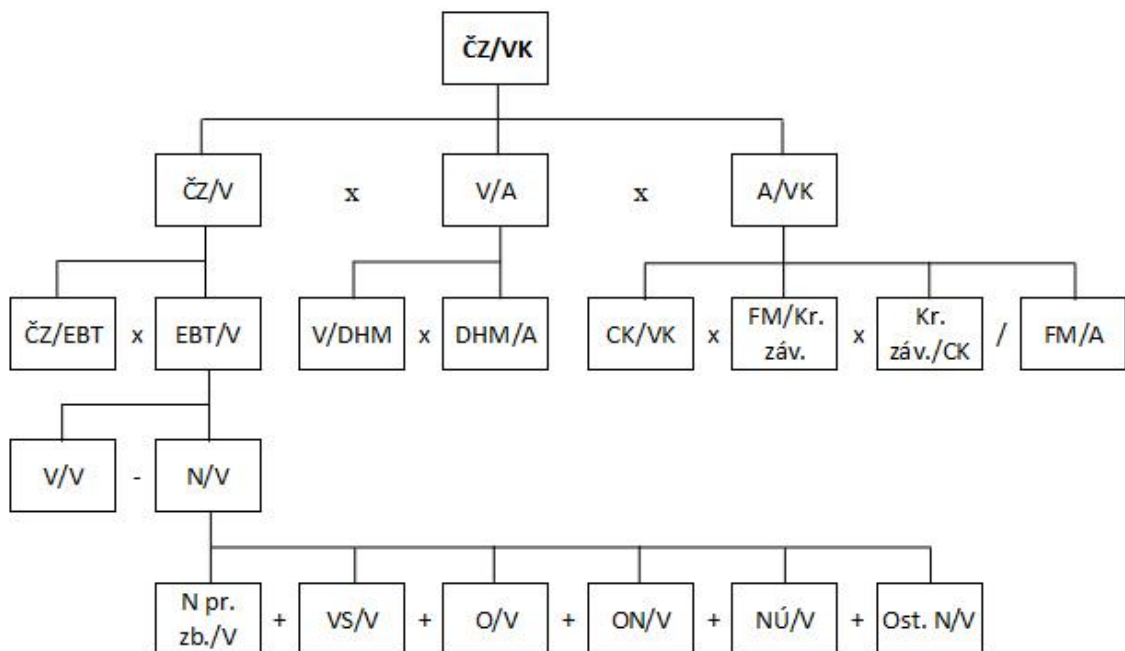 ČZ/VK
ČZ/V x V/A x A/VK
ČZ/EBT x EBT/V V/DHM x DHM/A CK/VK x FM/Kr. záv. x Kr. záv./CK / FM/A
V/V - N/V
N pr. zb./V + VS/V + O/V + ON/V + NÚ/V + Ost. N/V